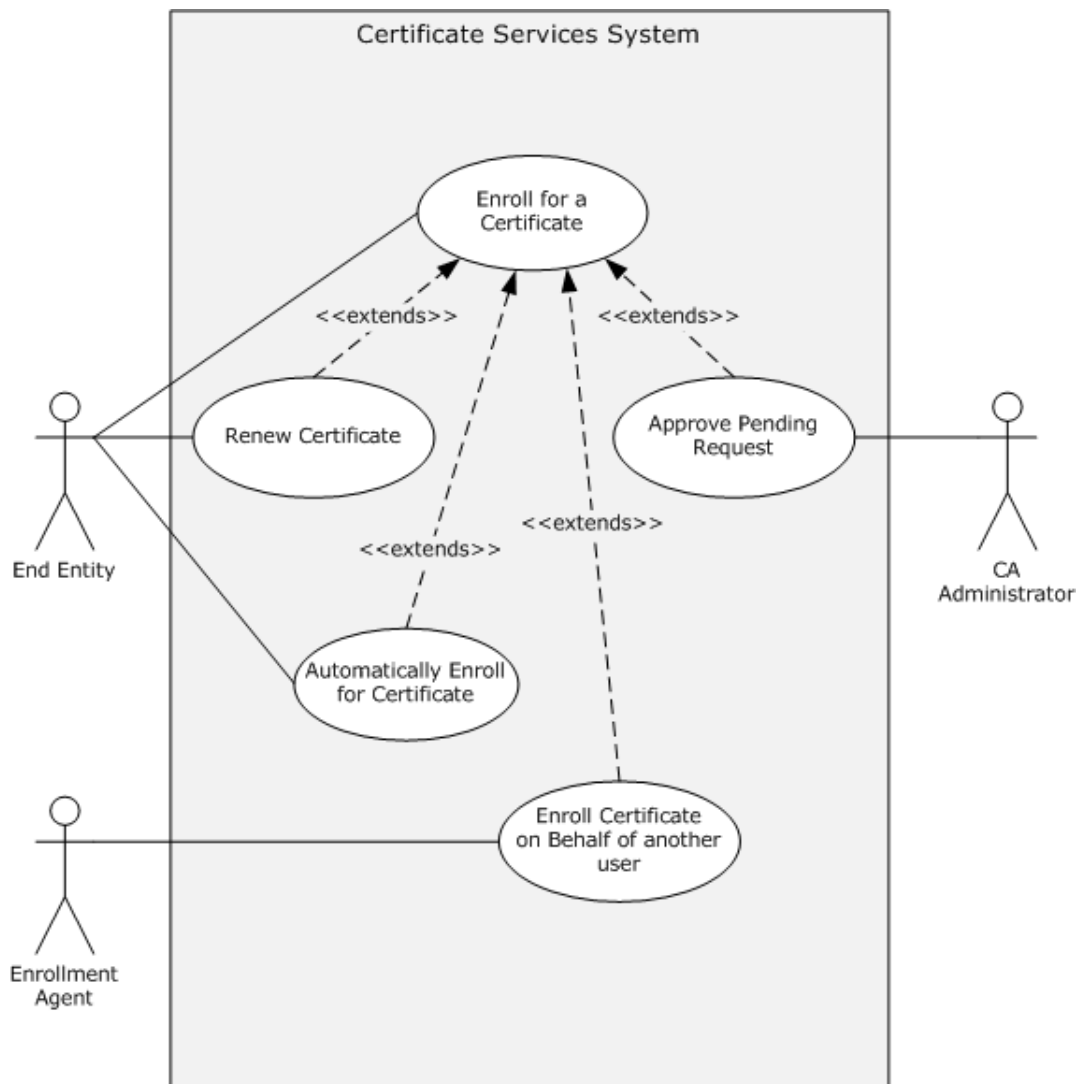 Certificate Services System
Enroll for a
Certificate
<<extends>>
<<extends>>
Renew Certificate
Approve Pending
Request
End Entity
CA
Administrator
<<extends>>
<<extends>>
Automatically Enroll
for Certificate
Enroll Certificate
on Behalf of another
user
Enrollment
Agent